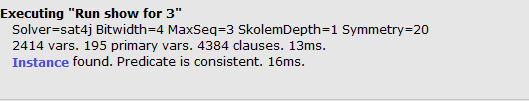 Executing "Run show for 3"
Solver=sat4j Bitwidth=4 MaxSeq=3 SkolemDepth=1 Symmetry=20
2414 vars. 195 primary vars. 4384 clauses. 13ms.
Instance found. Predicate is consistent. 16ms.